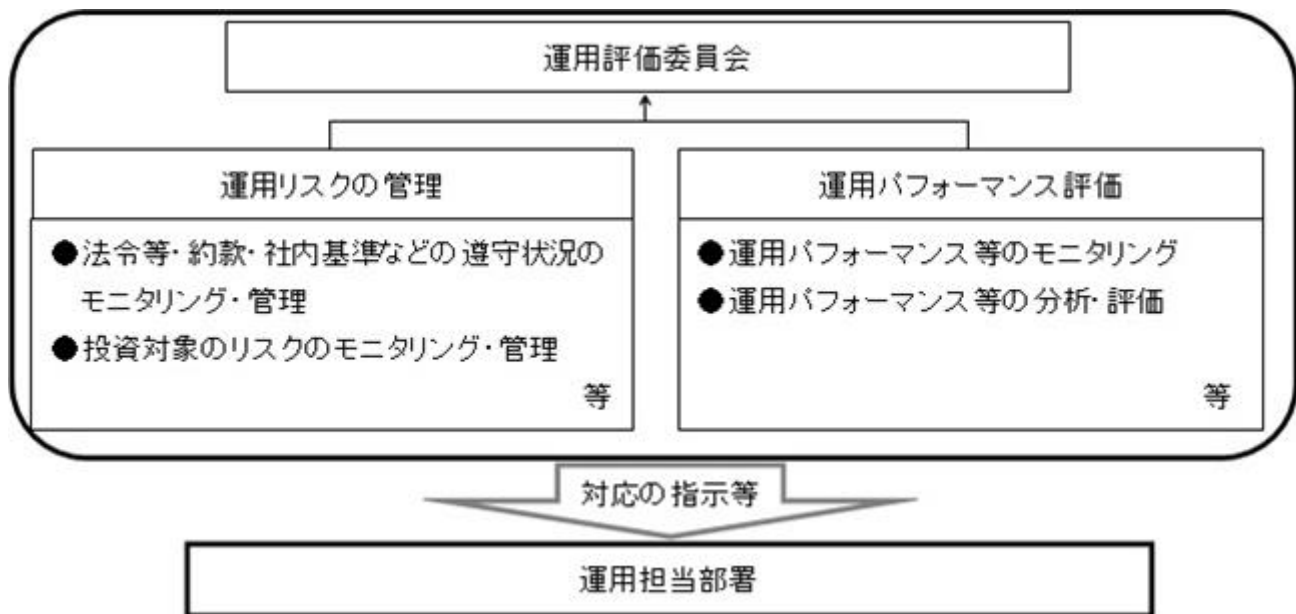 運用評価委員会
運用リスクの管理
●法令等・約款・社内基準などの遵守状況の
モニタリング・管理
●投資対象のリスクのモニタリング・管理
等
運用パフォーマンス評価
●運用パフォーマンス等のモニタリング
●運用パフォーマンス等の分析・評価
等
対応の指示等
運用担当部署